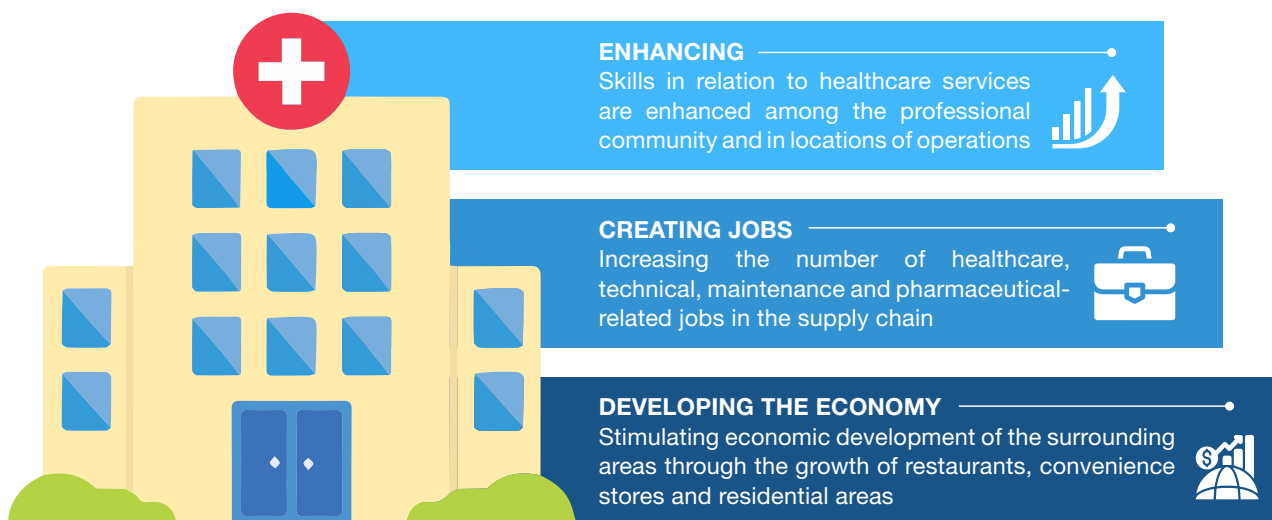 ENHANCING
Skills in relation to healthcare services
are enhanced among the professional
community and in locations of operations
CREATING JOBS
Increasing the number of healthcare,
technical, maintenance and pharmaceutical-
related jobs in the supply chain
DEVELOPING THE ECONOMY
Stimulating economic development of the surrounding
areas through the growth of restaurants, convenience
stores and residential areas
$